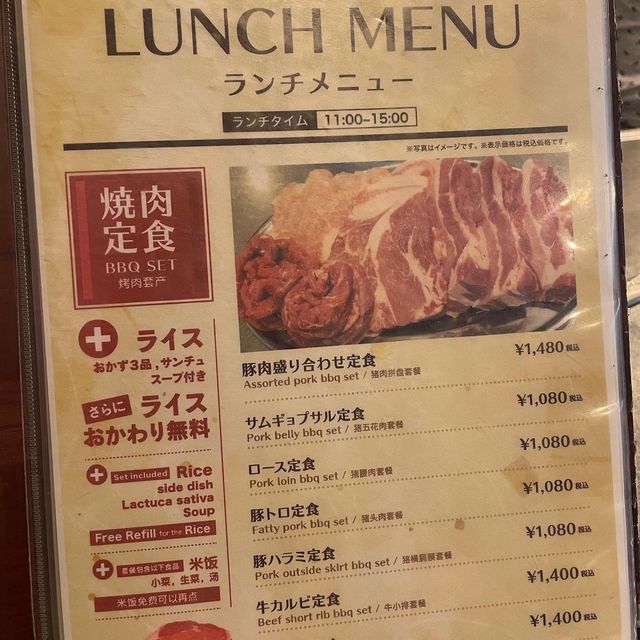 LUNCH MENU
ランチメニュー
ランチタイム 11:00~15:00
※写真はイメージです。※表示価格は税込価格です。
焼肉
定食
BBQ SET
烤肉套产
+ ライス
おかず3品,サンチュ
スープ付き
さらに ライス
おかわり無料
+ Set included Rice
side dish
Lactuca sativa
Soup
Free Refill for the Rice
+ 套餐包含以下食品 米饭
小菜,生菜,汤
米饭免费可以再点
豚肉盛り合わせ定食 ¥1,480税込
Assorted pork bbq set / 猪肉拼盘套餐
サムギョプサル定食 ¥1,080税込
Pork belly bbq set / 猪五花肉套餐
ロース定食 ¥1,080税込
Pork loin bbq set / 猪腰肉套餐
豚トロ定食 ¥1,080税込
Fatty pork bbq set / 猪头肉套餐
豚ハラミ定食 ¥1,080税込
Pork outside skirt bbq set / 猪横膈膜套餐
牛カルビ定食 ¥1,400税込
Beef short rib bbq set / 牛小排套餐
¥1,400税込